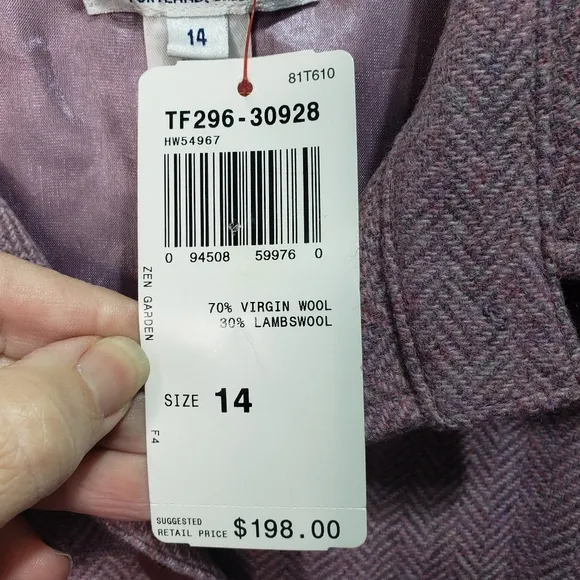 PORTLAND,
14
81T610
TF296-30928
HW54967
0 94508 59976 0
ZEN GARDEN
70% VIRGIN WOOL
30% LAMBSWOOL
SIZE 14
F4
SUGGESTED
RETAIL PRICE $198.00